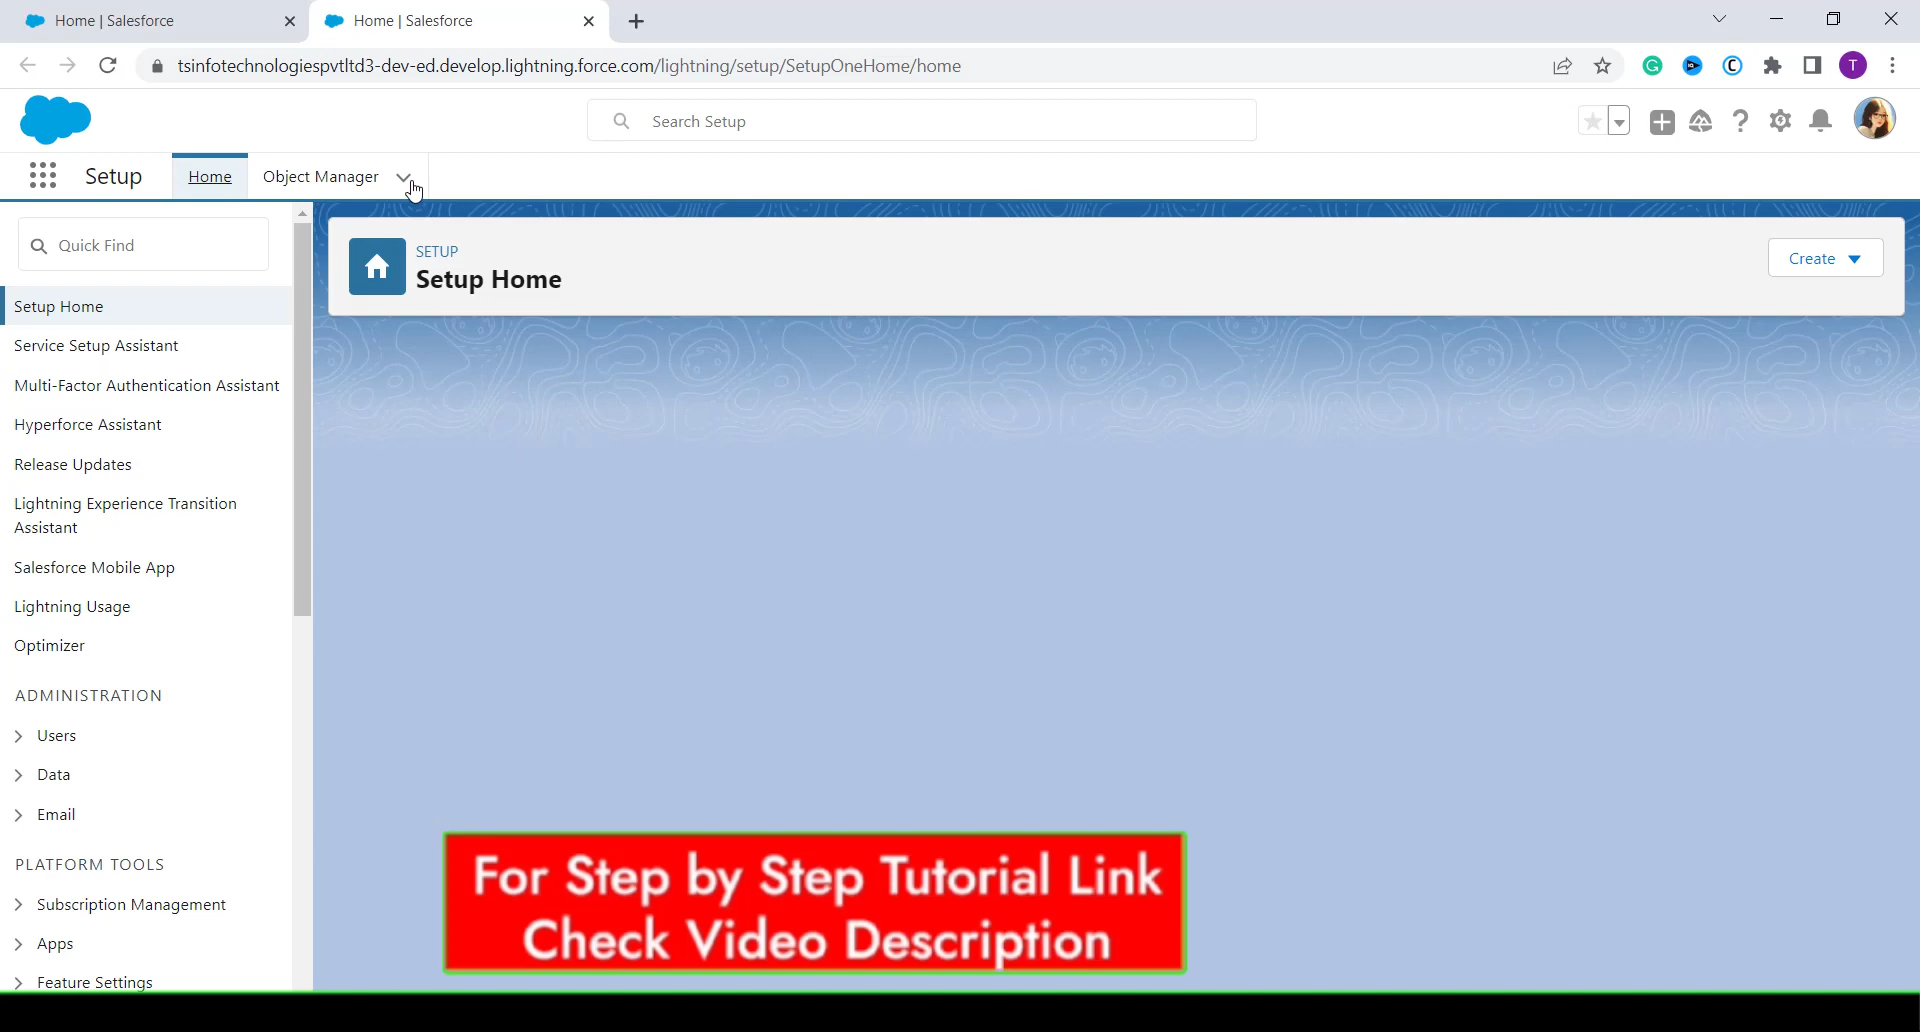 Home | Salesforce
Home | Salesforce
tsinfotechnologiespvtltd3-dev-ed.develop.lightning.force.com/lightning/setup/SetupOneHome/home
T
Search Setup
Setup
Home
Object Manager
Quick Find
SETUP
Setup Home
Create
Setup Home
Service Setup Assistant
Multi-Factor Authentication Assistant
Hyperforce Assistant
Release Updates
Lightning Experience Transition
Assistant
Salesforce Mobile App
Lightning Usage
Optimizer
ADMINISTRATION
Users
Data
Email
PLATFORM TOOLS
Subscription Management
Apps
Feature Settings
For Step by Step Tutorial Link
Check Video Description